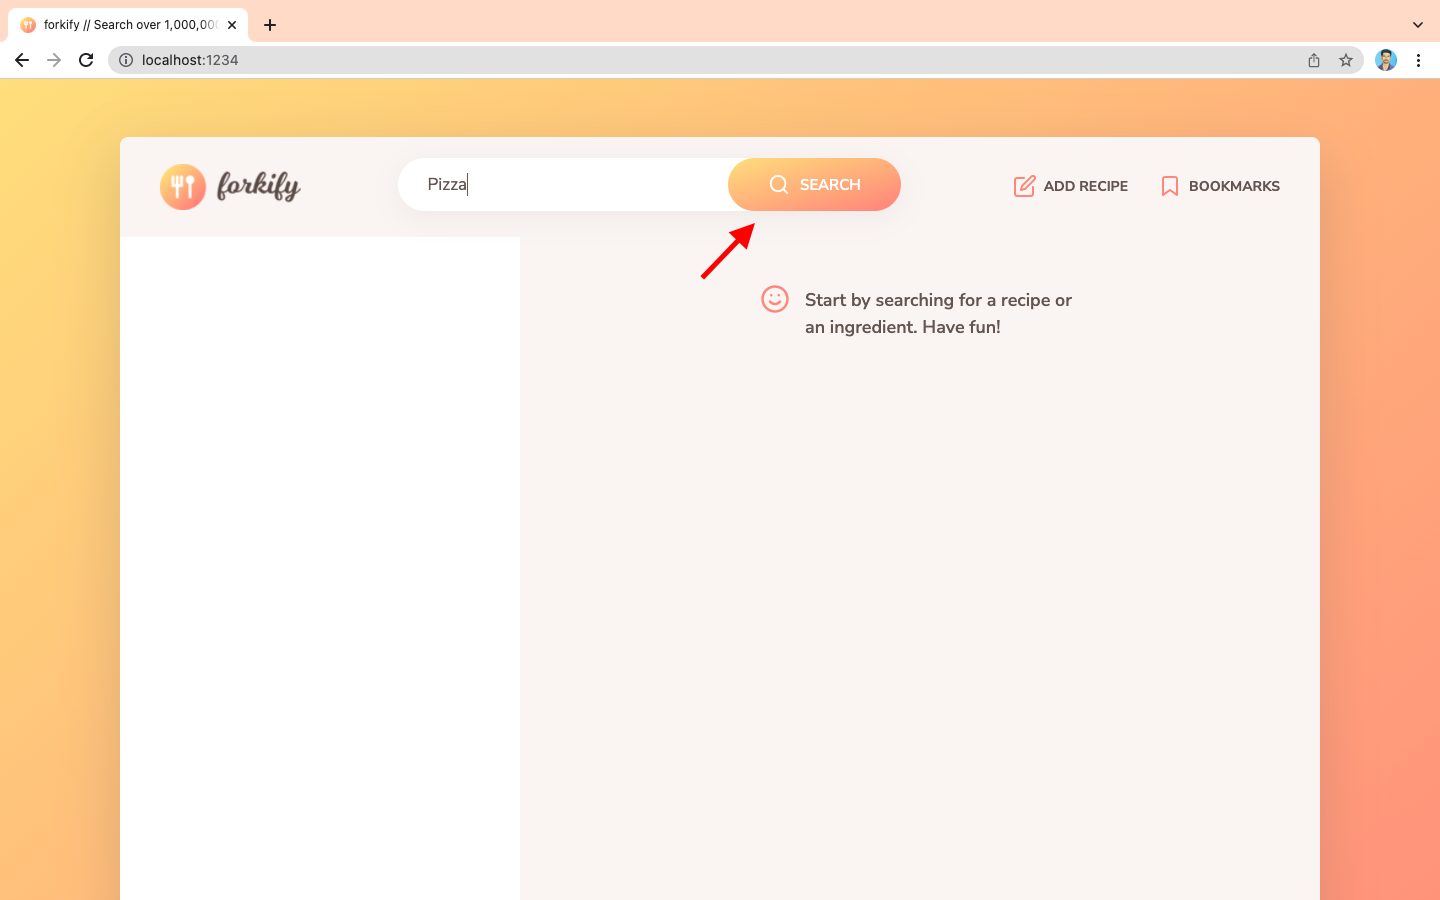 forkify // Search over 1,000,000
localhost:1234
forkify
Pizza
SEARCH
ADD RECIPE
BOOKMARKS
Start by searching for a recipe or
an ingredient. Have fun!